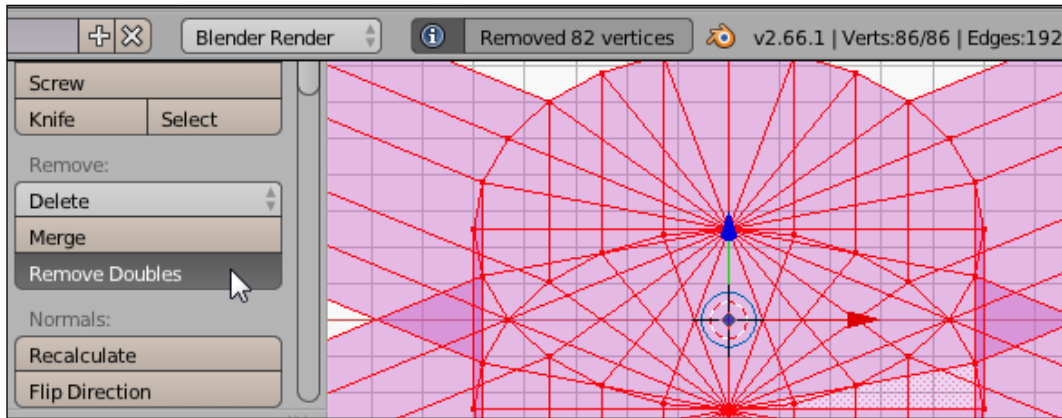 Blender Render Removed 82 vertices v2.66.1 | Verts:86/86 | Edges:192
Screw
Knife Select
Remove:
Delete
Merge
Remove Doubles
Normals:
Recalculate
Flip Direction